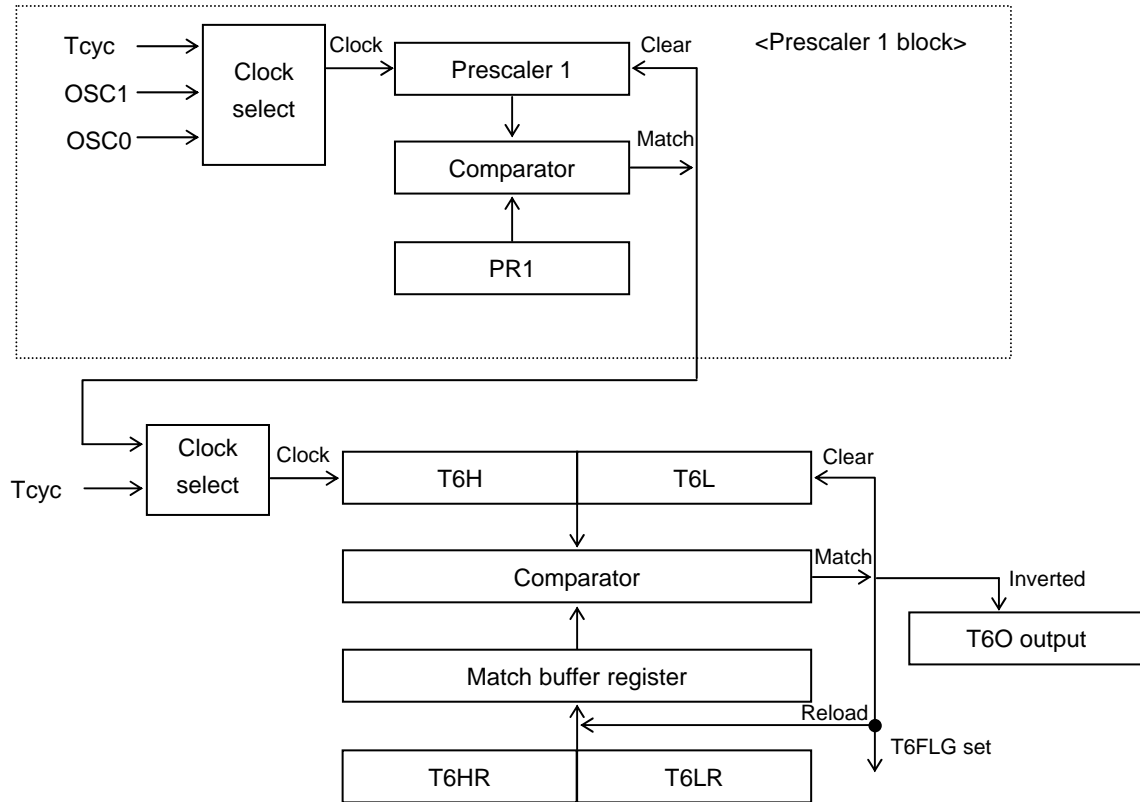 Tcyc
OSC1
OSC0
Clock
select
Clock
Prescaler 1
Clear
<Prescaler 1 block>
Comparator
Match
PR1
Tcyc
Clock
select
Clock
T6H
T6L
Clear
Comparator
Match
Inverted
T6O output
Match buffer register
Reload
T6FLG set
T6HR
T6LR